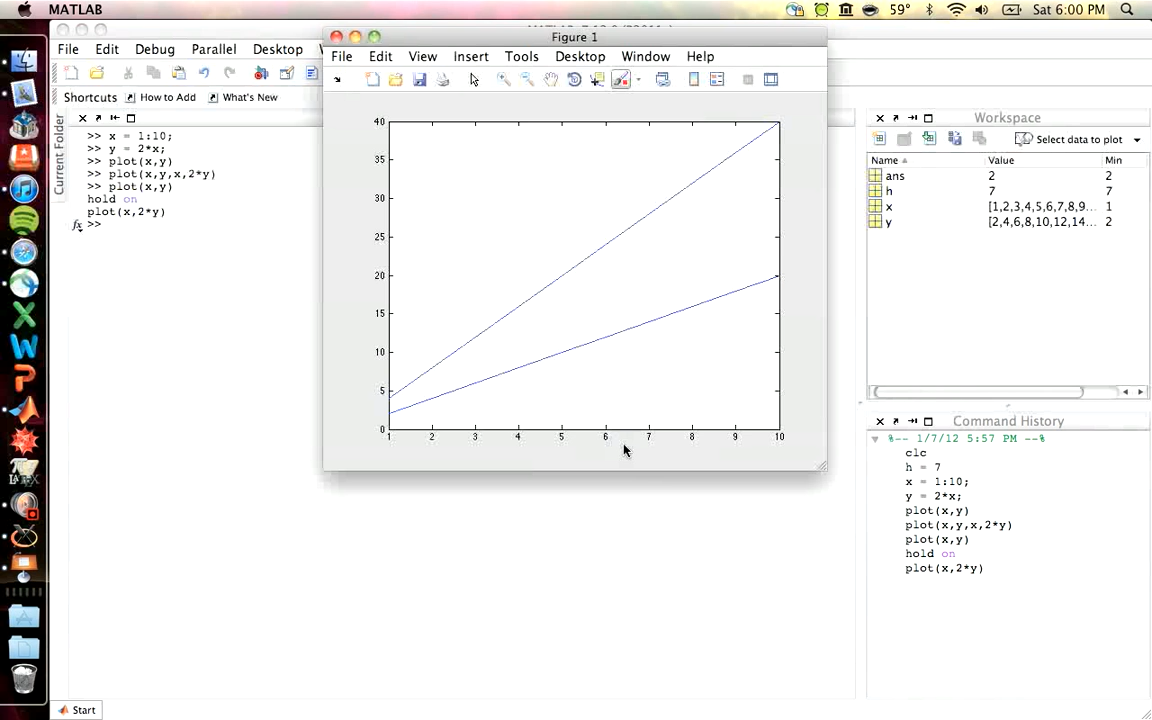 MATLAB
59°
Sat 6:00 PM
Figure 1
File Edit Debug Parallel Desktop
File Edit View Insert Tools Desktop Window Help
Shortcuts How to Add What's New
Current Folder
>> x = 1:10;
>> y = 2*x;
>> plot(x,y)
>> plot(x,y,x,2*y)
>> plot(x,y)
hold on
plot(x,2*y)
fx >>
40
35
30
25
20
15
10
5
0
1 2 3 4 5 6 7 8 9 10
Workspace
Select data to plot
Name Value Min
ans 2 2
h 7 7
x [1,2,3,4,5,6,7,8,9... 1
y [2,4,6,8,10,12,14... 2
Command History
%-- 1/7/12 5:57 PM --%
clc
h = 7
x = 1:10;
y = 2*x;
plot(x,y)
plot(x,y,x,2*y)
plot(x,y)
hold on
plot(x,2*y)
Start